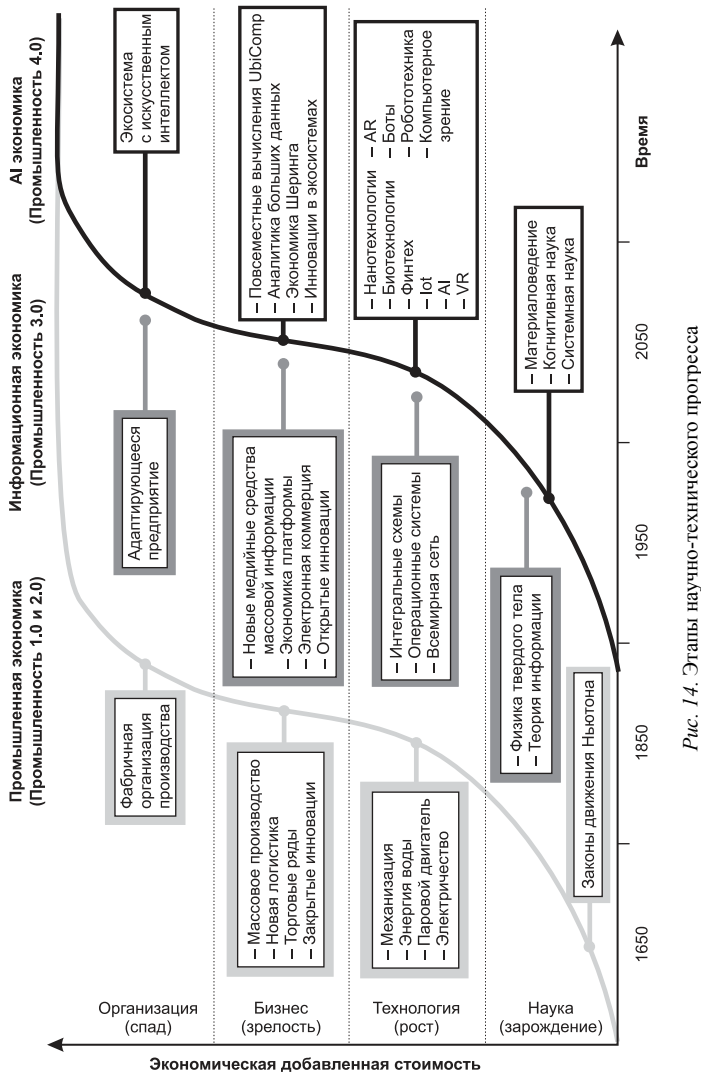 Промышленная экономика
(Промышленность 1.0 и 2.0)
Информационная экономика
(Промышленность 3.0)
AI экономика
(Промышленность 4.0)
Экономическая добавленная стоимость
Организация
(спад)
Фабричная
организация
производства
Адаптирующееся
предприятие
Экосистема
с искусственным
интеллектом
Бизнес
(зрелость)
– Массовое производство
– Новая логистика
– Торговые ряды
– Закрытые инновации
– Новые медийные средства
массовой информации
– Экономика платформы
– Электронная коммерция
– Открытые инновации
– Повсеместные вычисления UbiComp
– Аналитика больших данных
– Экономика Шеринга
– Инновации в экосистемах
Технология
(рост)
– Механизация
– Энергия воды
– Паровой двигатель
– Электричество
– Интегральные схемы
– Операционные системы
– Всемирная сеть
– Нанотехнологии
– Биотехнологии
– Финтех
– Iot
– AI
– VR
– AR
– Боты
– Робототехника
– Компьютерное
зрение
Наука
(зарождение)
Законы движения Ньютона
– Физика твердого тела
– Теория информации
– Материаловедение
– Когнитивная наука
– Системная наука
1650
1850
1950
2050
Время
Рис. 14. Этапы научно-технического прогресса